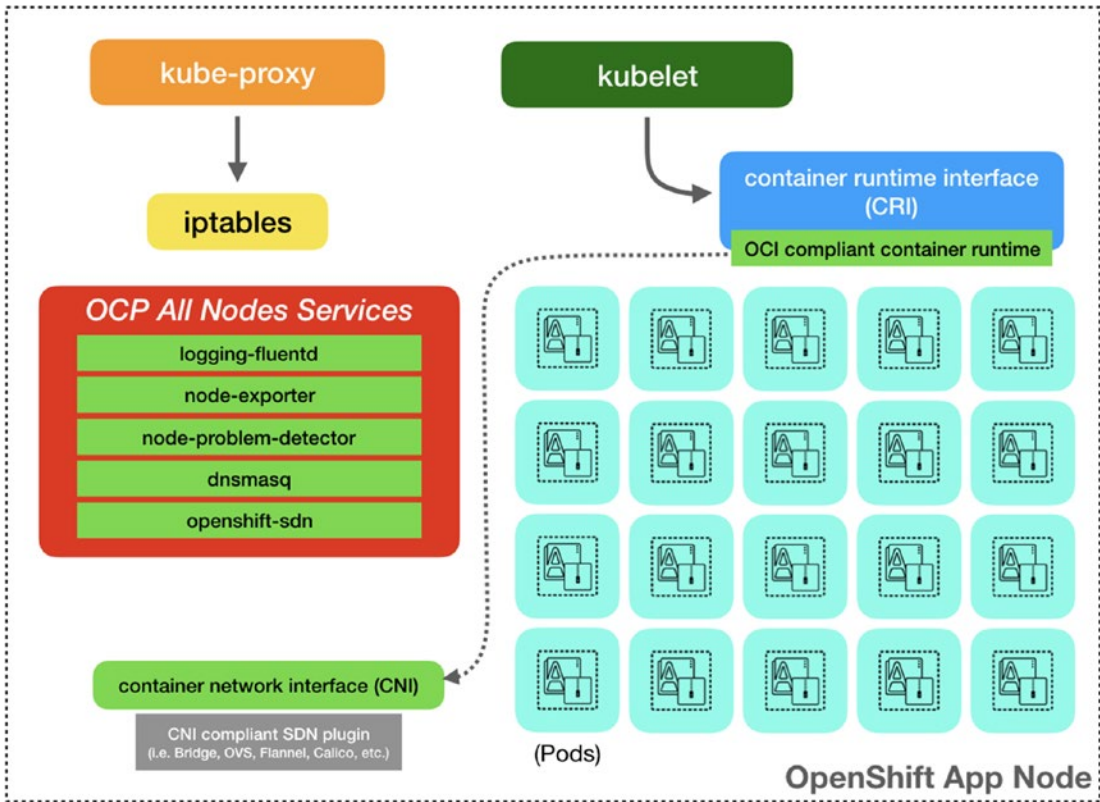 kube-proxy
kubelet
iptables
container runtime interface
(CRI)
OCI compliant container runtime
OCP All Nodes Services
logging-fluentd
node-exporter
node-problem-detector
dnsmasq
openshift-sdn
container network interface (CNI)
CNI compliant SDN plugin
(i.e. Bridge, OVS, Flannel, Calico, etc.)
(Pods)
OpenShift App Node